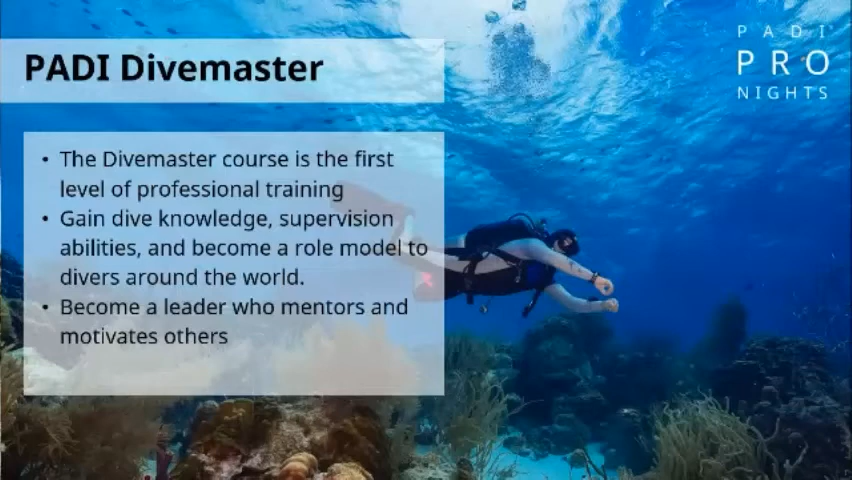 PADI
PRO
NIGHTS
PADI Divemaster
• The Divemaster course is the first
level of professional training
• Gain dive knowledge, supervision
abilities, and become a role model to
divers around the world.
• Become a leader who mentors and
motivates others